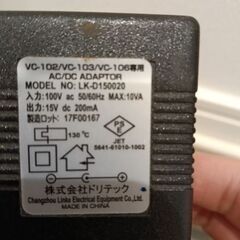 VC-102/VC-103/VC-106専用
AC/DC ADAPTOR
MODEL NO: LK-D150020
入力: 100V ac 50/60Hz MAX:10VA
出力: 15V dc 200mA
製造ロット: 17F00167
130℃
PSE
JET
5641-61010-1002
株式会社ドリテック
Changzhou Linke Electric Equipment Co.,Ltd
MADE IN CHINA